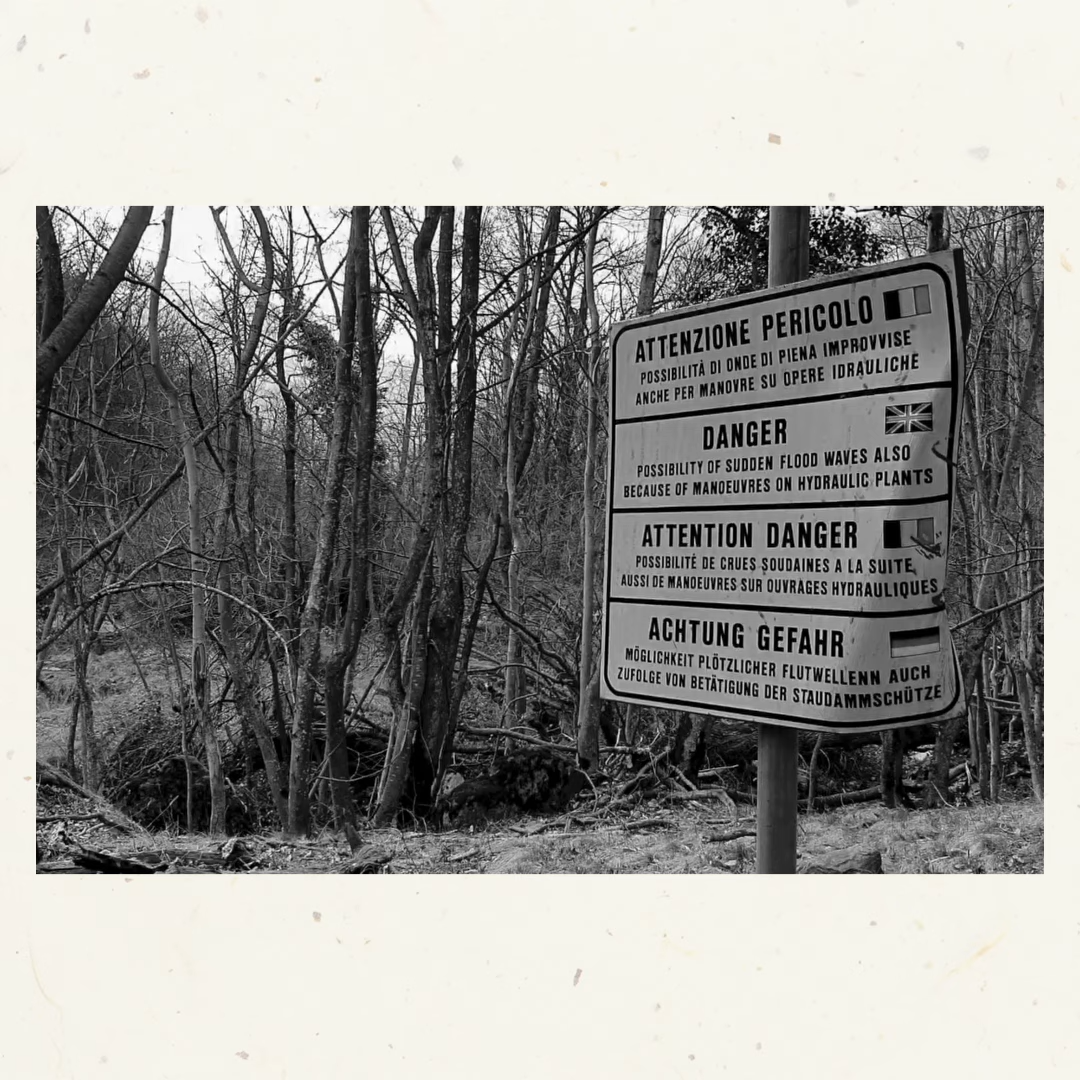 ATTENZIONE PERICOLO
POSSIBILITÀ DI ONDE DI PIENA IMPROVVISE
ANCHE PER MANOVRE SU OPERE IDRAULICHE
DANGER
POSSIBILITY OF SUDDEN FLOOD WAVES ALSO
BECAUSE OF MANOEUVRES ON HYDRAULIC PLANTS
ATTENTION DANGER
POSSIBILITÉ DE CRUES SOUDAINES A LA SUITE
AUSSI DE MANOEUVRES SUR OUVRAGES HYDRAULIQUES
ACHTUNG GEFAHR
MÖGLICHKEIT PLÖTZLICHER FLUTWELLENN AUCH
ZUFOLGE VON BETÄTIGUNG DER STAUDAMMSCHÜTZE